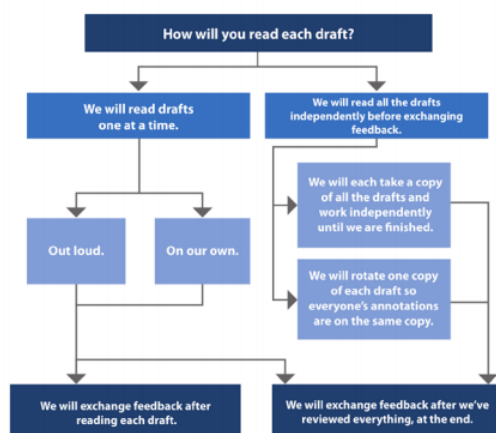 How will you read each draft?
We will read drafts
one at a time.
We will read all the drafts
independently before exchanging
feedback.
We will each take a copy
of all the drafts and
work independently
until we are finished.
Out loud.
On our own.
We will rotate one copy
of each draft so
everyone's annotations
are on the same copy.
We will exchange feedback after
reading each draft.
We will exchange feedback after we've
reviewed everything, at the end.